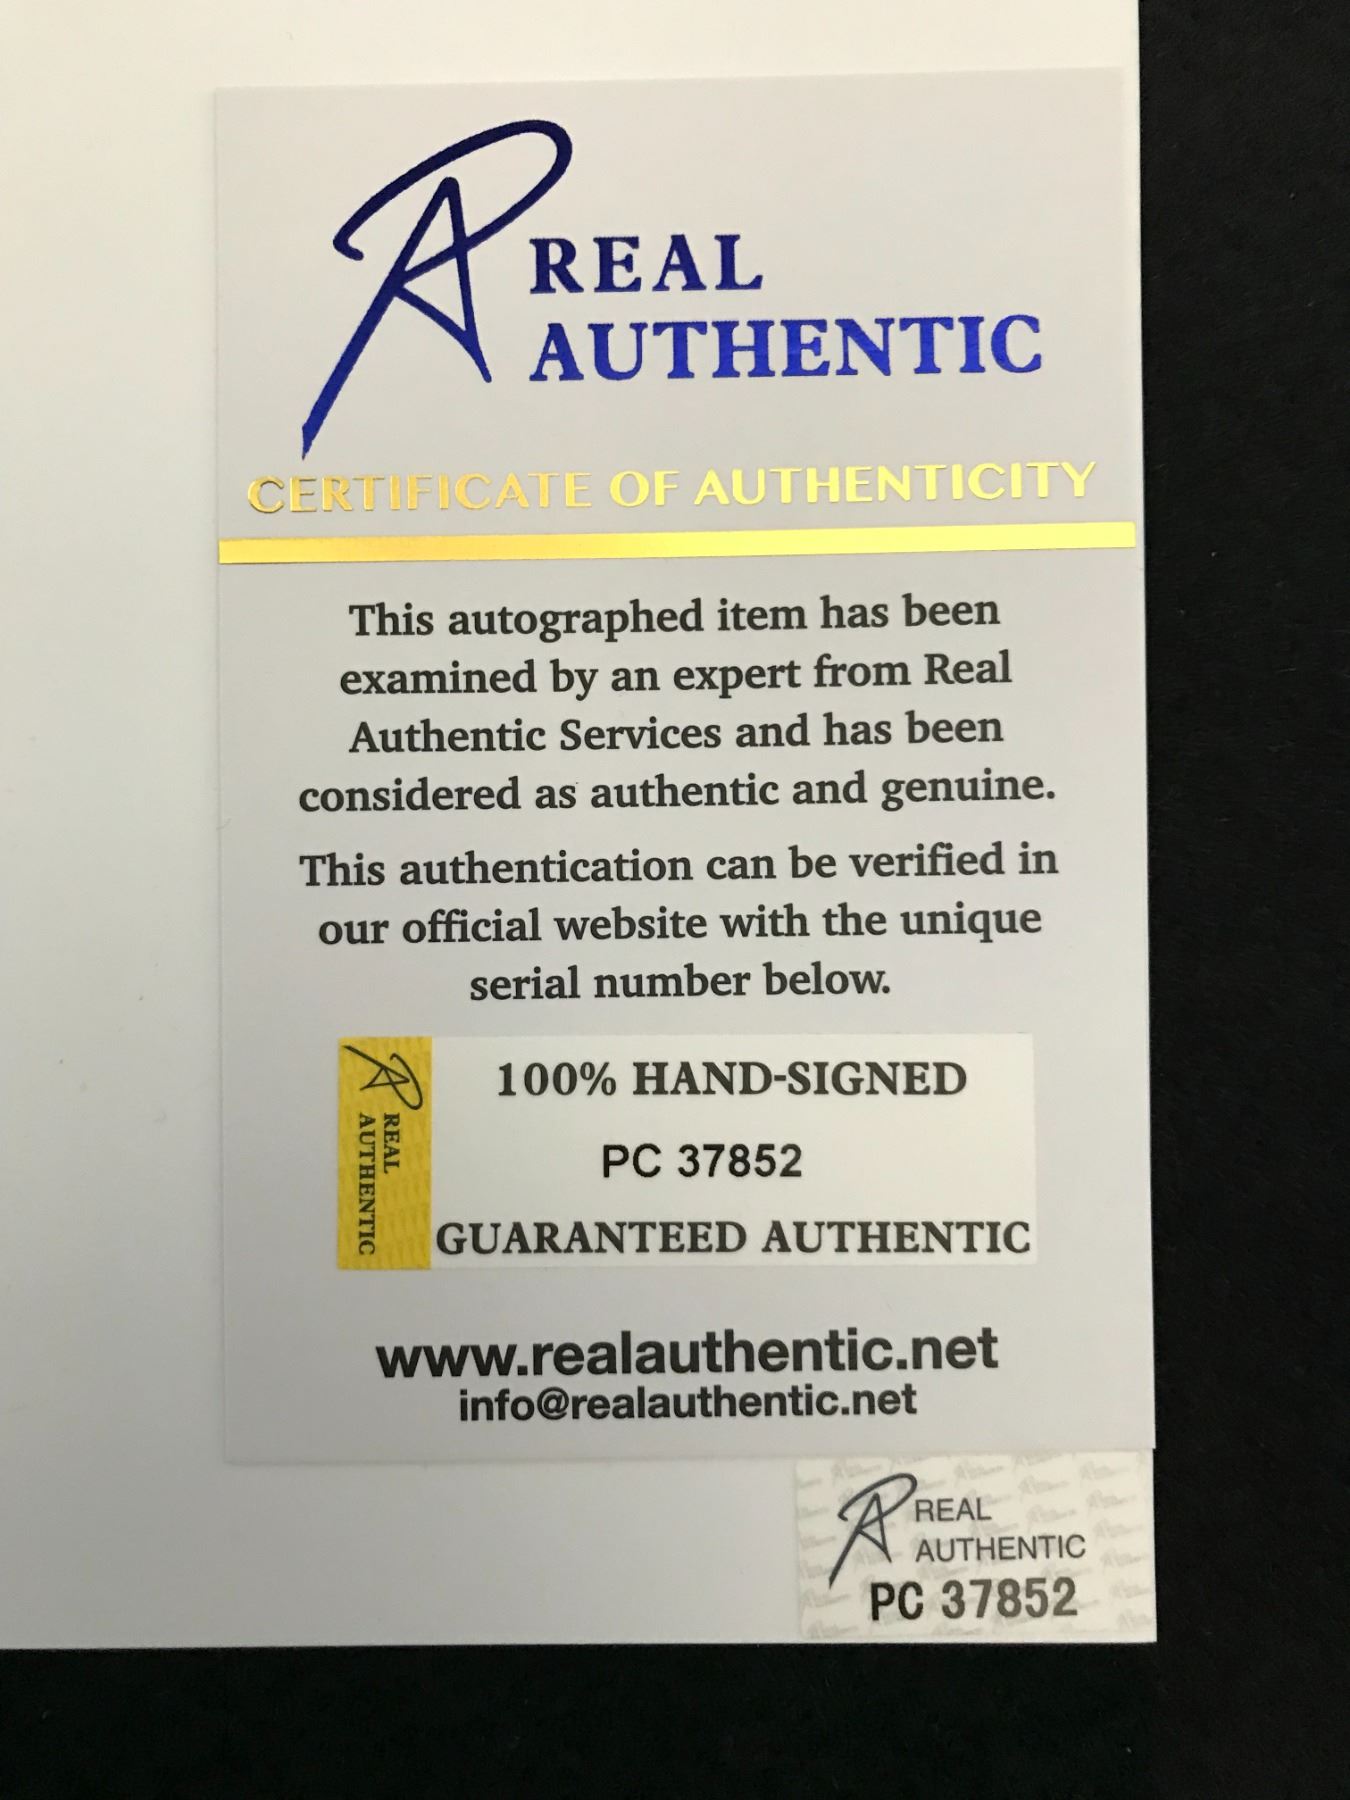 REAL
AUTHENTIC
CERTIFICATE OF AUTHENTICITY
This autographed item has been
examined by an expert from Real
Authentic Services and has been
considered as authentic and genuine.
This authentication can be verified in
our official website with the unique
serial number below.
REAL
AUTHENTIC
100% HAND-SIGNED
PC 37852
GUARANTEED AUTHENTIC
www.realauthentic.net
info@realauthentic.net
REAL
AUTHENTIC
PC 37852